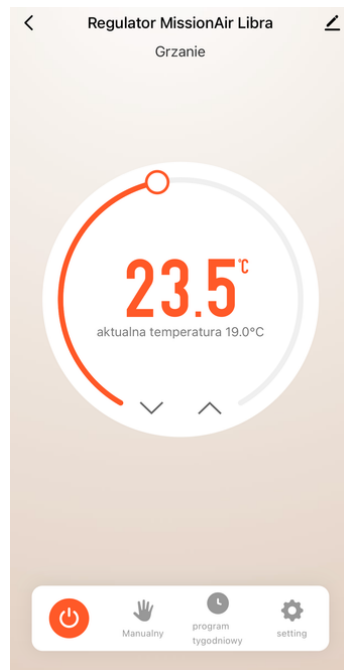 Regulator MissionAir Libra
Grzanie
23.5°C
aktualna temperatura 19.0°C
Manualny
program
tygodniowy
setting